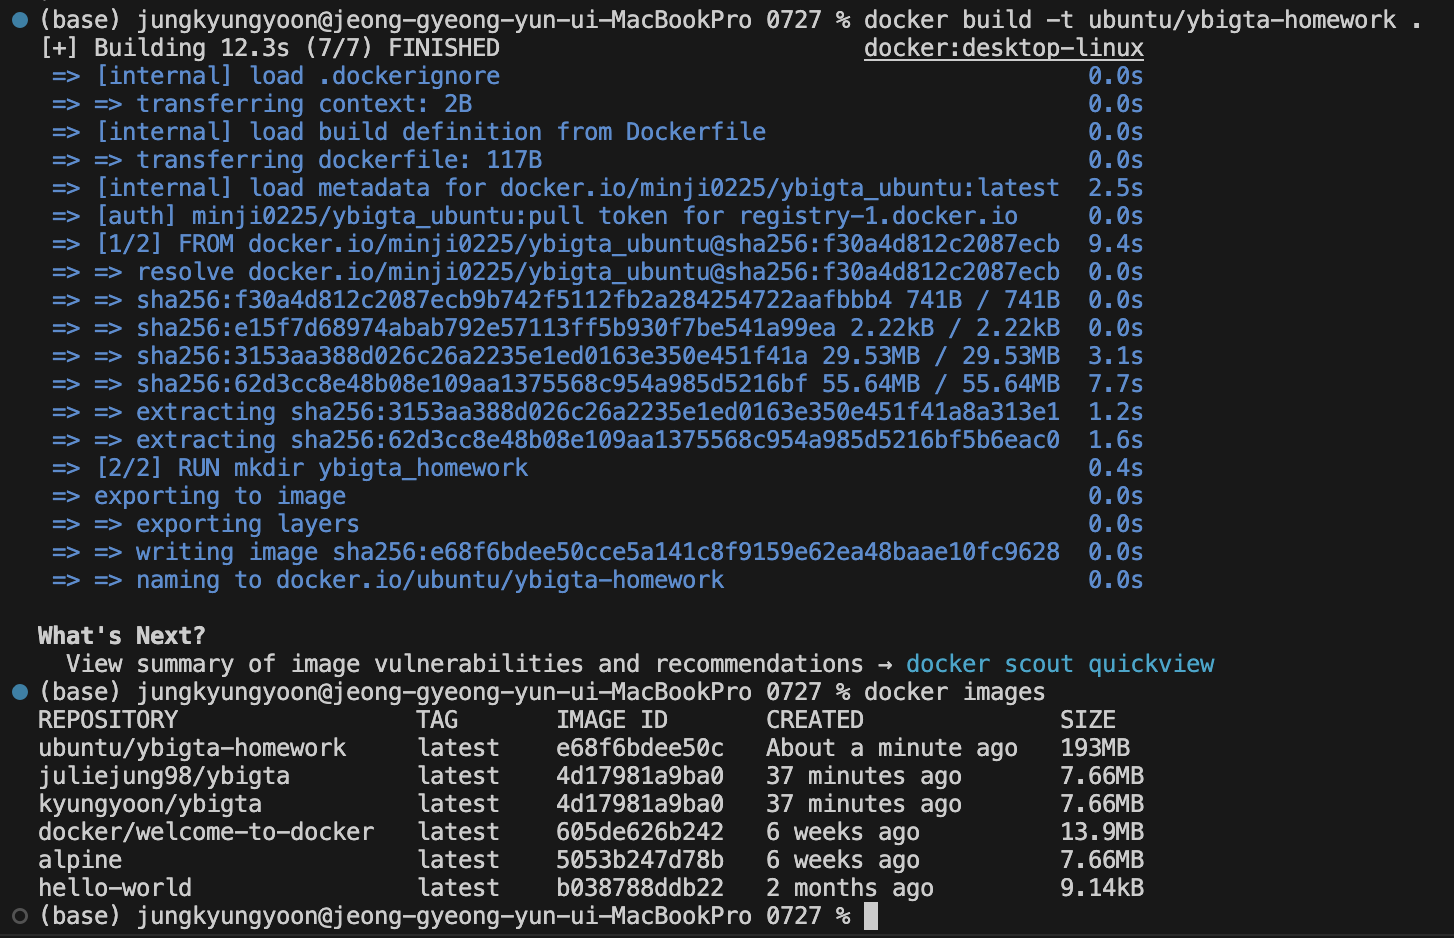 (base) jungkyungyoon@jeong-gyeong-yun-ui-MacBookPro 0727 % docker build -t ubuntu/ybigta-homework .
[+] Building 12.3s (7/7) FINISHED docker:desktop-linux
=> [internal] load .dockerignore 0.0s
=> => transferring context: 2B 0.0s
=> [internal] load build definition from Dockerfile 0.0s
=> => transferring dockerfile: 117B 0.0s
=> [internal] load metadata for docker.io/minji0225/ybigta_ubuntu:latest 2.5s
=> [auth] minji0225/ybigta_ubuntu:pull token for registry-1.docker.io 0.0s
=> [1/2] FROM docker.io/minji0225/ybigta_ubuntu@sha256:f30a4d812c2087ecb 9.4s
=> => resolve docker.io/minji0225/ybigta_ubuntu@sha256:f30a4d812c2087ecb 0.0s
=> => sha256:f30a4d812c2087ecb9b742f5112fb2a284254722aafbbb4 741B / 741B 0.0s
=> => sha256:e15f7d68974abab792e57113ff5b930f7be541a99ea 2.22kB / 2.22kB 0.0s
=> => sha256:3153aa388d026c26a2235e1ed0163e350e451f41a 29.53MB / 29.53MB 3.1s
=> => sha256:62d3cc8e48b08e109aa1375568c954a985d5216bf 55.64MB / 55.64MB 7.7s
=> => extracting sha256:3153aa388d026c26a2235e1ed0163e350e451f41a8a313e1 1.2s
=> => extracting sha256:62d3cc8e48b08e109aa1375568c954a985d5216bf5b6eac0 1.6s
=> [2/2] RUN mkdir ybigta_homework 0.4s
=> exporting to image 0.0s
=> => exporting layers 0.0s
=> => writing image sha256:e68f6bdee50cce5a141c8f9159e62ea48baae10fc9628 0.0s
=> => naming to docker.io/ubuntu/ybigta-homework 0.0s
What's Next?
View summary of image vulnerabilities and recommendations → docker scout quickview
(base) jungkyungyoon@jeong-gyeong-yun-ui-MacBookPro 0727 % docker images
REPOSITORY TAG IMAGE ID CREATED SIZE
ubuntu/ybigta-homework latest e68f6bdee50c About a minute ago 193MB
juliejung98/ybigta latest 4d17981a9ba0 37 minutes ago 7.66MB
kyungyoon/ybigta latest 4d17981a9ba0 37 minutes ago 7.66MB
docker/welcome-to-docker latest 605de626b242 6 weeks ago 13.9MB
alpine latest 5053b247d78b 6 weeks ago 7.66MB
hello-world latest b038788ddb22 2 months ago 9.14kB
(base) jungkyungyoon@jeong-gyeong-yun-ui-MacBookPro 0727 %